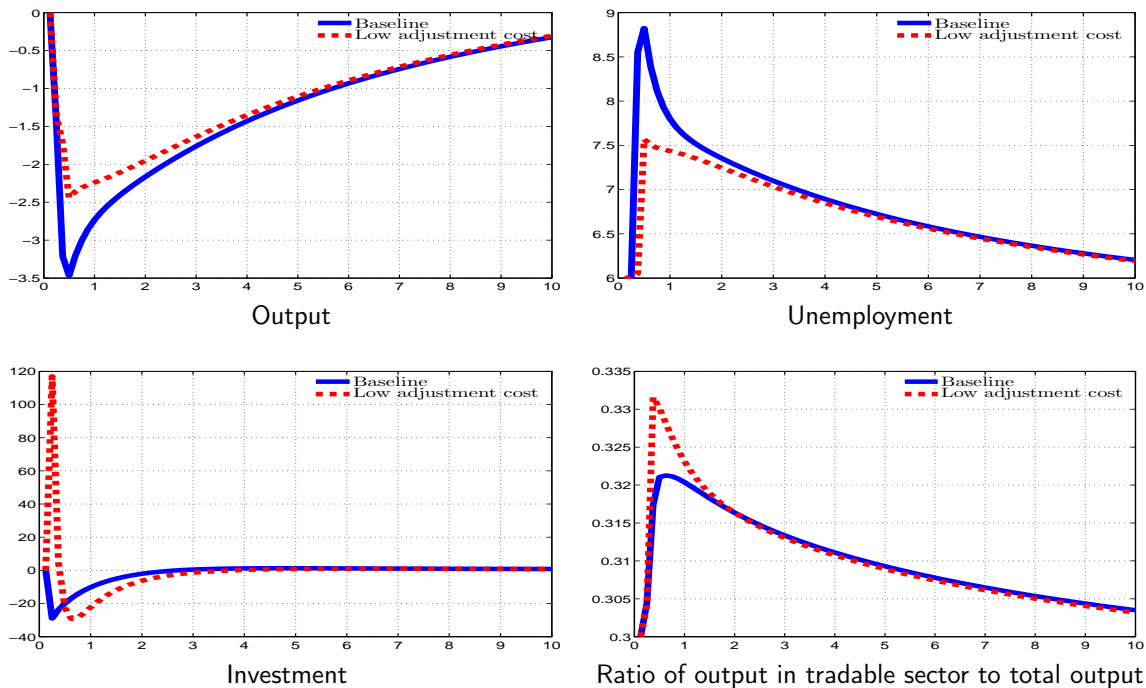 0
−0.5
−1
−1.5
−2
−2.5
−3
−3.5
0 1 2 3 4 5 6 7 8 9 10
Baseline
Low adjustment cost
Output
9
8.5
8
7.5
7
6.5
6
0 1 2 3 4 5 6 7 8 9 10
Baseline
Low adjustment cost
Unemployment
120
100
80
60
40
20
0
−20
−40
0 1 2 3 4 5 6 7 8 9 10
Baseline
Low adjustment cost
Investment
0.335
0.33
0.325
0.32
0.315
0.31
0.305
0.3
0 1 2 3 4 5 6 7 8 9 10
Baseline
Low adjustment cost
Ratio of output in tradable sector to total output